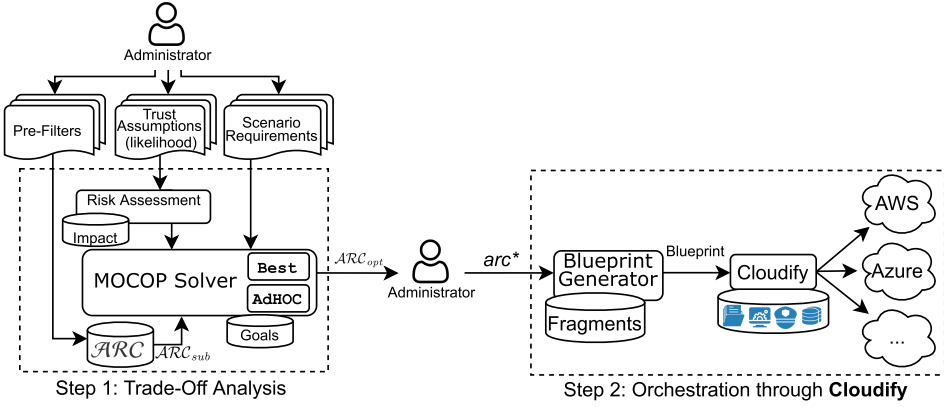 Administrator
Pre-Filters
Trust
Assumptions
(likelihood)
Scenario
Requirements
Risk Assessment
Impact
MOCOP Solver
Best
AdHOC
Goals
ARC
ARC_sub
ARC_opt
Administrator
arc*
Blueprint
Generator
Fragments
Blueprint
Cloudify
AWS
Azure
...
Step 1: Trade-Off Analysis
Step 2: Orchestration through Cloudify